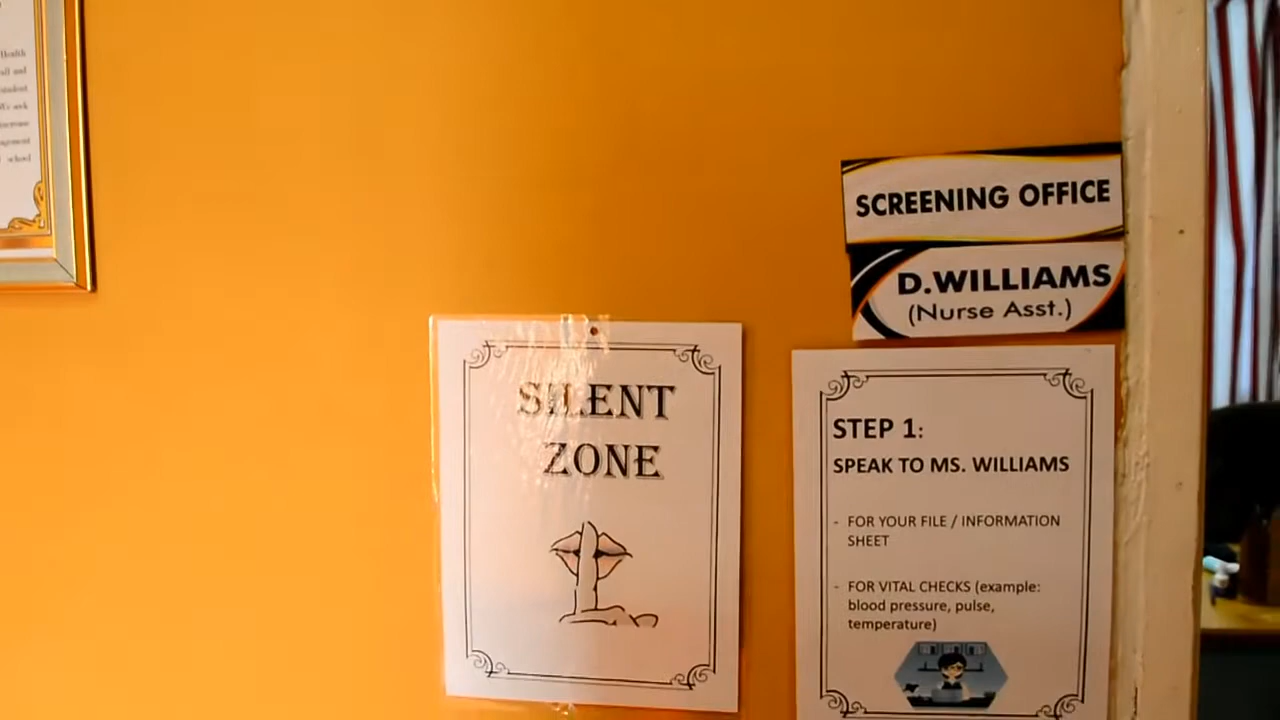 SCREENING OFFICE
D.WILLIAMS
(Nurse Asst.)
SILENT
ZONE
STEP 1:
SPEAK TO MS. WILLIAMS
- FOR YOUR FILE / INFORMATION
SHEET
- FOR VITAL CHECKS (example:
blood pressure, pulse,
temperature)